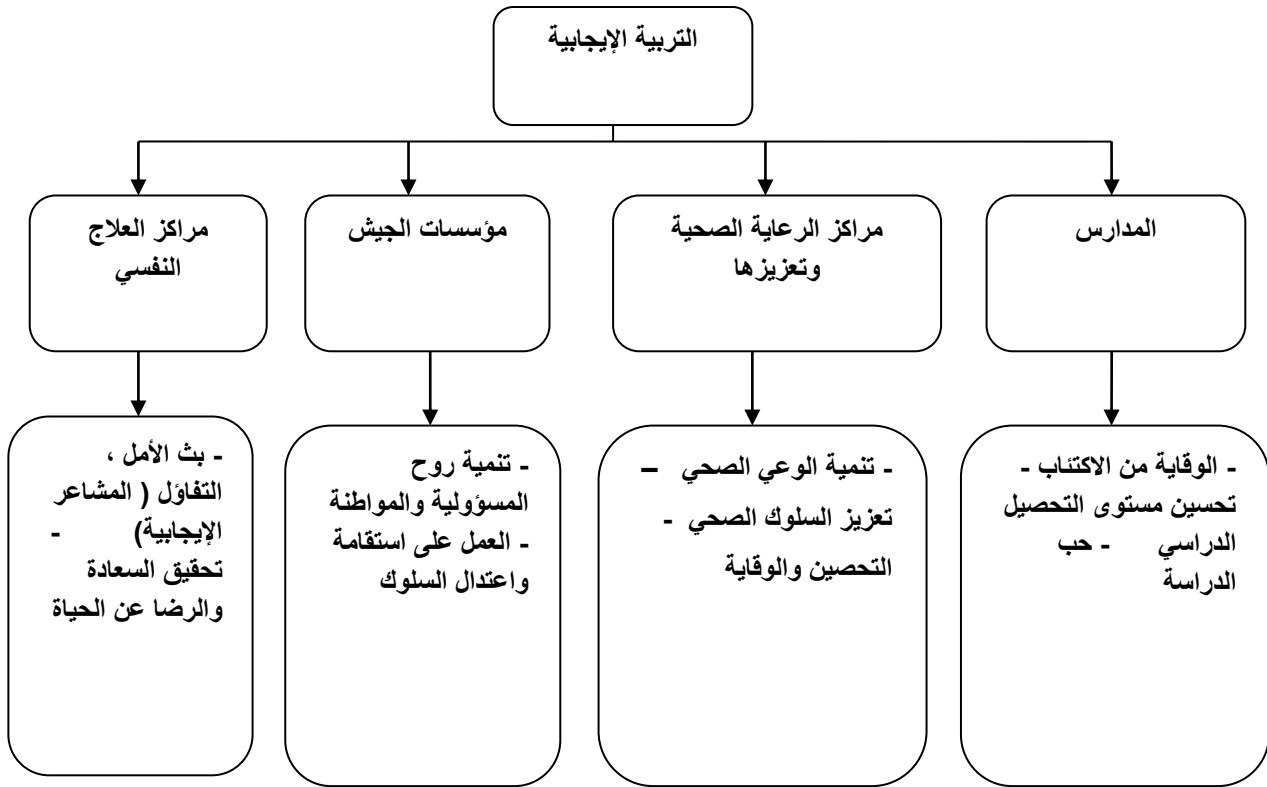 التربية الإيجابية
المدارس
مراكز الرعاية الصحية
وتعزيزها
مؤسسات الجيش
مراكز العلاج
النفسي
- الوقاية من الاكتئاب -
تحسين مستوى التحصيل
الدراسي - حب
الدراسة
- تنمية الوعي الصحي –
تعزيز السلوك الصحي -
التحصين والوقاية
- تنمية روح
المسؤولية والمواطنة
- العمل على استقامة
واعتدال السلوك
- بث الأمل ،
التفاؤل ( المشاعر
الإيجابية) -
تحقيق السعادة
والرضا عن الحياة